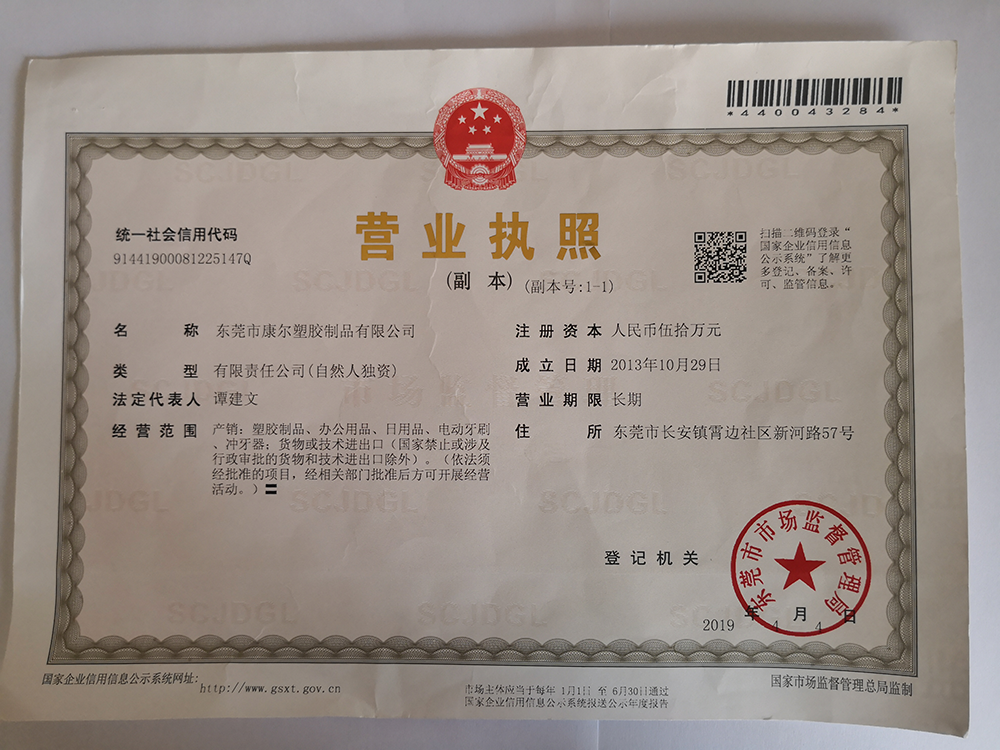 *440043284*
营业执照
(副 本) (副本号:1-1)
统一社会信用代码
91441900081225147Q
扫描二维码登录“
国家企业信用信息
公示系统”了解更
多登记、备案、许
可、监管信息。
名 称 东莞市康尔塑胶制品有限公司
类 型 有限责任公司(自然人独资)
法定代表人 谭建文
经营范围 产销：塑胶制品、办公用品、日用品、电动牙刷
、冲牙器；货物或技术进出口（国家禁止或涉及
行政审批的货物和技术进出口除外）。（依法须
经批准的项目，经相关部门批准后方可开展经营
活动。）
注册资本 人民币伍拾万元
成立日期 2013年10月29日
营业期限 长期
住 所 东莞市长安镇霄边社区新河路57号
登记机关
东莞市市场监督管理局
2019 年 4 月 4 日
SCJDGL
市场监督管理
国家企业信用信息公示系统网址: http://www.gsxt.gov.cn
市场主体应当于每年 1月1日 至 6月30日通过
国家企业信用信息公示系统报送公示年度报告
国家市场监督管理总局监制